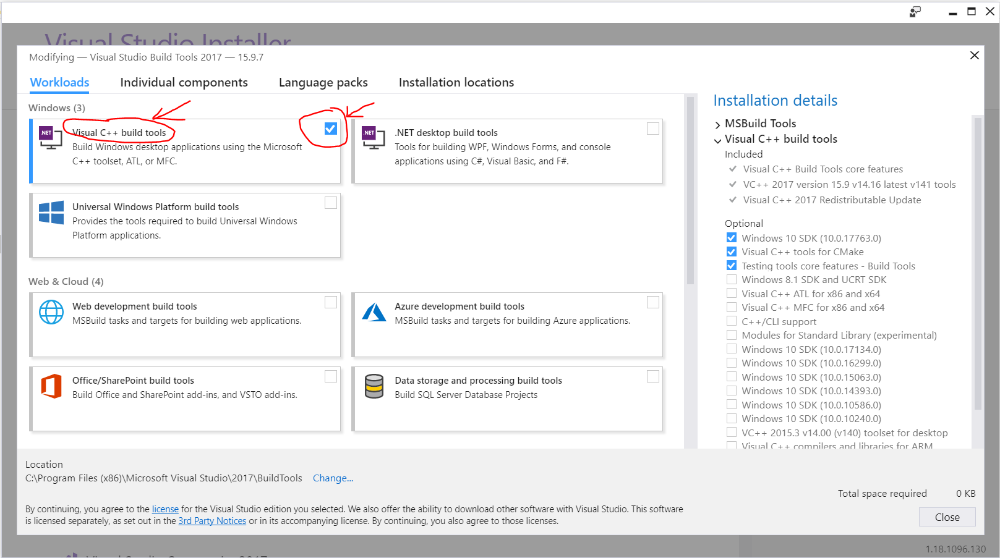 Visual Studio Installer
Modifying — Visual Studio Build Tools 2017 — 15.9.7
Workloads
Individual components
Language packs
Installation locations
Windows (3)
.NET
Visual C++ build tools
Build Windows desktop applications using the Microsoft
C++ toolset, ATL, or MFC.
.NET
.NET desktop build tools
Tools for building WPF, Windows Forms, and console
applications using C#, Visual Basic, and F#.
Universal Windows Platform build tools
Provides the tools required to build Universal Windows
Platform applications.
Web & Cloud (4)
Web development build tools
MSBuild tasks and targets for building web applications.
Azure development build tools
MSBuild tasks and targets for building Azure applications.
Office/SharePoint build tools
Build Office and SharePoint add-ins, and VSTO add-ins.
Data storage and processing build tools
Build SQL Server Database Projects
Installation details
MSBuild Tools
Visual C++ build tools
Included
Visual C++ Build Tools core features
VC++ 2017 version 15.9 v14.16 latest v141 tools
Visual C++ 2017 Redistributable Update
Optional
Windows 10 SDK (10.0.17763.0)
Visual C++ tools for CMake
Testing tools core features - Build Tools
Windows 8.1 SDK and UCRT SDK
Visual C++ ATL for x86 and x64
Visual C++ MFC for x86 and x64
C++/CLI support
Modules for Standard Library (experimental)
Windows 10 SDK (10.0.17134.0)
Windows 10 SDK (10.0.16299.0)
Windows 10 SDK (10.0.15063.0)
Windows 10 SDK (10.0.14393.0)
Windows 10 SDK (10.0.10586.0)
Windows 10 SDK (10.0.10240.0)
VC++ 2015.3 v14.00 (v140) toolset for desktop
Visual C++ compilers and libraries for ARM
Location
C:\Program Files (x86)\Microsoft Visual Studio\2017\BuildTools Change...
Total space required 0 KB
By continuing, you agree to the license for the Visual Studio edition you selected. We also offer the ability to download other software with Visual Studio. This software
is licensed separately, as set out in the 3rd Party Notices or in its accompanying license. By continuing, you also agree to those licenses.
Close
1.18.1096.130